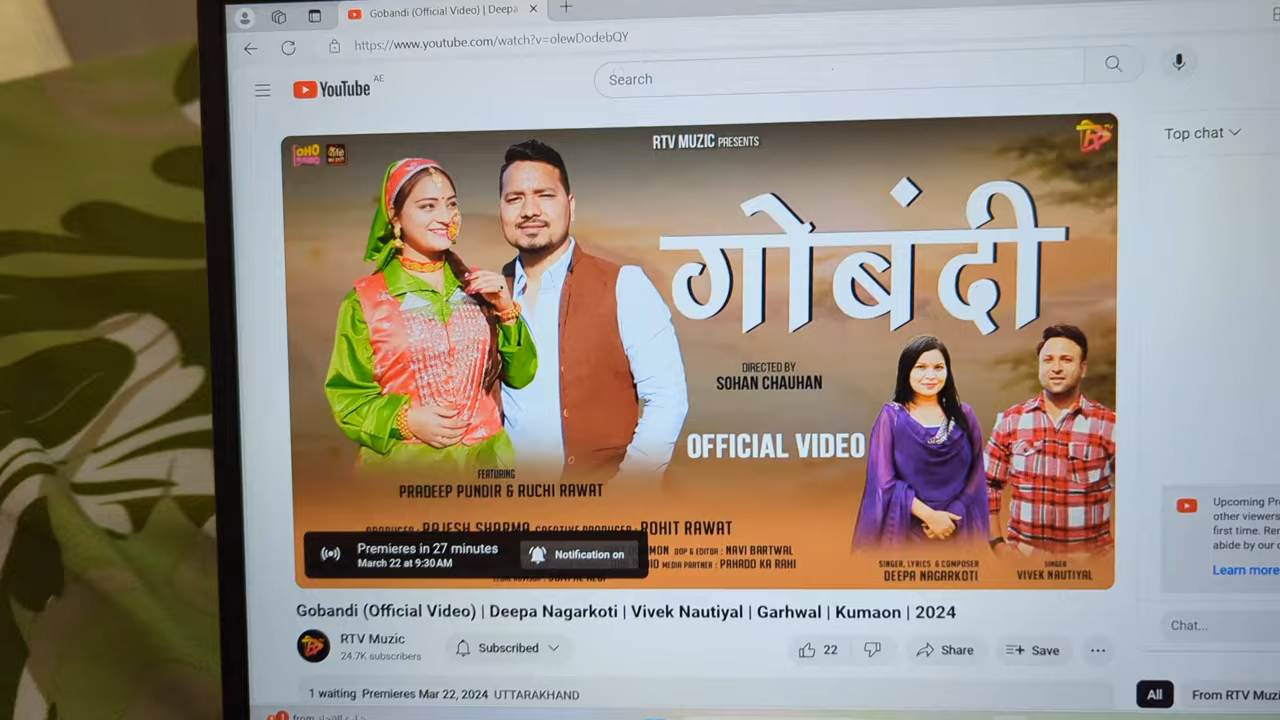 Gobandi (Official Video) | Deepa
https://www.youtube.com/watch?v=olewDodebQY
YouTube AE
Search
Top chat
OHO
RTV MUZIC PRESENTS
गोबंदी
DIRECTED BY
SOHAN CHAUHAN
OFFICIAL VIDEO
FEATURING
PRADEEP PUNDIR & RUCHI RAWAT
PRODUCER : RAJESH SHARMA CREATIVE PRODUCER : ROHIT RAWAT
DOP & EDITOR : NAVI BARTWAL
MEDIA PARTNER : PAHADO KA RAHI
Premieres in 27 minutes
March 22 at 9:30 AM
Notification on
SINGER, LYRICS & COMPOSER
DEEPA NAGARKOTI
SINGER
VIVEK NAUTIYAL
Upcoming Pr
other viewers
first time. Re
abide by our
Learn more
Gobandi (Official Video) | Deepa Nagarkoti | Vivek Nautiyal | Garhwal | Kumaon | 2024
RTV Muzic
24.7K subscribers
Subscribed
22
Share
Save
Chat...
1 waiting Premieres Mar 22, 2024 UTTARAKHAND
All
From RTV Muzi